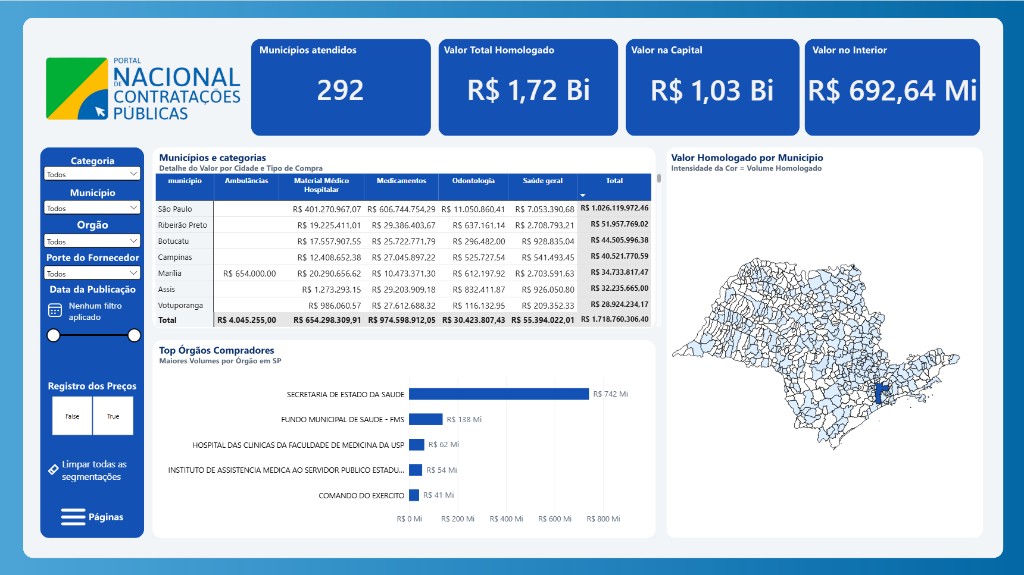 PORTAL
NACIONAL
DE
CONTRATAÇÕES
PÚBLICAS
Municípios atendidos
292
Valor Total Homologado
R$ 1,72 Bi
Valor na Capital
R$ 1,03 Bi
Valor no Interior
R$ 692,64 Mi
Categoria
Todos
Município
Todos
Orgão
Todos
Porte do Fornecedor
Todos
Data da Publicação
Nenhum filtro
aplicado
Registro dos Preços
False True
Limpar todas as
segmentações
Páginas
Municípios e categorias
Detalhe do Valor por Cidade e Tipo de Compra
município Ambulâncias Material Médico Hospitalar Medicamentos Odontologia Saúde geral Total
São Paulo R$ 401.270.967,07 R$ 606.744.754,29 R$ 11.050.860,41 R$ 7.053.390,68 R$ 1.026.119.972,46
Ribeirão Preto R$ 19.225.411,01 R$ 29.386.403,67 R$ 637.161,14 R$ 2.708.793,21 R$ 51.957.769,02
Botucatu R$ 17.557.907,55 R$ 25.722.771,79 R$ 296.482,00 R$ 928.835,04 R$ 44.505.996,38
Campinas R$ 12.408.652,38 R$ 27.045.897,22 R$ 525.727,54 R$ 541.493,45 R$ 40.521.770,59
Marília R$ 654.000,00 R$ 20.290.656,62 R$ 10.473.371,30 R$ 612.197,92 R$ 2.703.591,63 R$ 34.733.817,47
Assis R$ 1.273.293,15 R$ 29.203.909,18 R$ 832.411,87 R$ 926.050,80 R$ 32.235.665,00
Votuporanga R$ 986.060,57 R$ 27.612.688,32 R$ 116.132,95 R$ 209.352,33 R$ 28.924.234,17
Total R$ 4.045.255,00 R$ 654.298.309,91 R$ 974.598.912,05 R$ 30.423.807,43 R$ 55.394.022,01 R$ 1.718.760.306,40
Top Órgãos Compradores
Maiores Volumes por Órgão em SP
SECRETARIA DE ESTADO DA SAUDE R$ 742 Mi
FUNDO MUNICIPAL DE SAUDE - FMS R$ 138 Mi
HOSPITAL DAS CLINICAS DA FACULDADE DE MEDICINA DA USP R$ 62 Mi
INSTITUTO DE ASSISTENCIA MEDICA AO SERVIDOR PUBLICO ESTADU... R$ 54 Mi
COMANDO DO EXERCITO R$ 41 Mi
R$ 0 Mi R$ 200 Mi R$ 400 Mi R$ 600 Mi R$ 800 Mi
Valor Homologado por Município
Intensidade da Cor = Volume Homologado